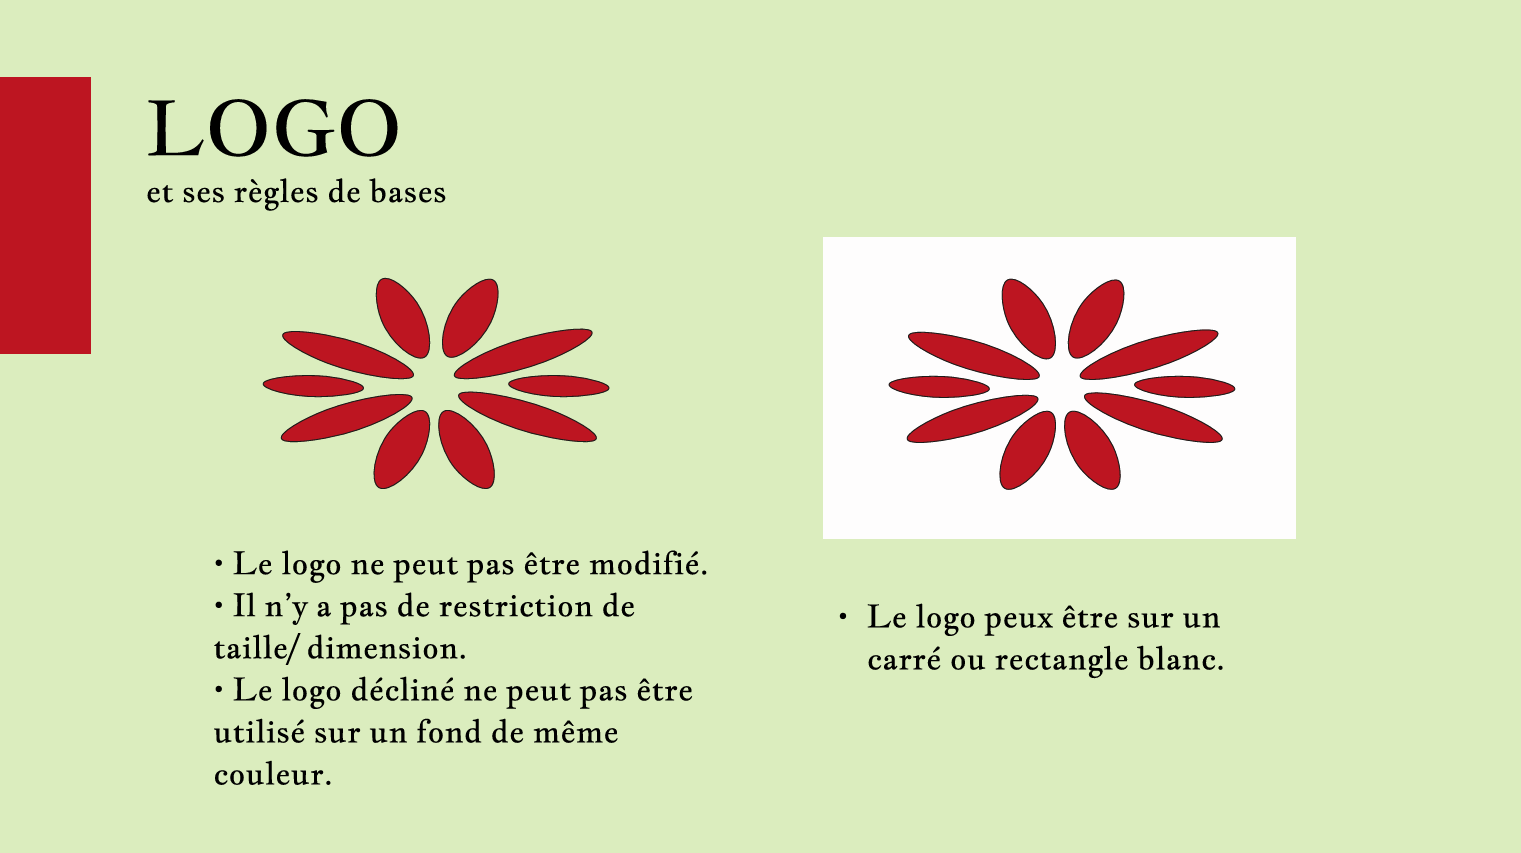 LOGO
et ses règles de bases
• Le logo ne peut pas être modifié.
• Il n’y a pas de restriction de
taille/ dimension.
• Le logo décliné ne peut pas être
utilisé sur un fond de même
couleur.
• Le logo peux être sur un
carré ou rectangle blanc.